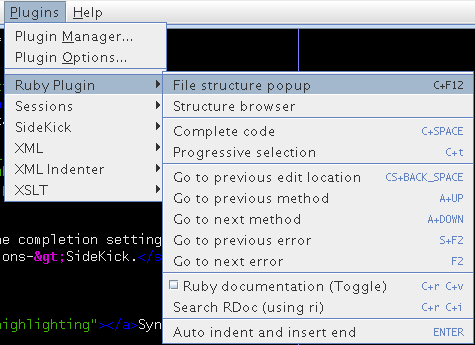 Plugins Help
Plugin Manager...
Plugin Options...
Ruby Plugin
Sessions
SideKick
XML
XML Indenter
XSLT
File structure popup C+F12
Structure browser
Complete code C+SPACE
Progressive selection C+t
Go to previous edit location CS+BACK_SPACE
Go to previous method A+UP
Go to next method A+DOWN
Go to previous error S+F2
Go to next error F2
Ruby documentation (Toggle) C+r C+v
Search RDoc (using ri) C+r C+i
Auto indent and insert end ENTER
he completion setting
ons-&gt;SideKick.</
highlighting"></a>Syn